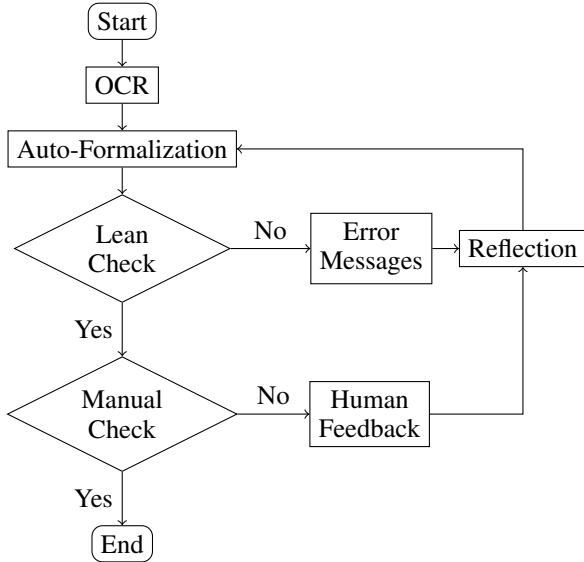 Start
OCR
Auto-Formalization
Lean
Check
No
Error
Messages
Reflection
Yes
Manual
Check
No
Human
Feedback
Yes
End